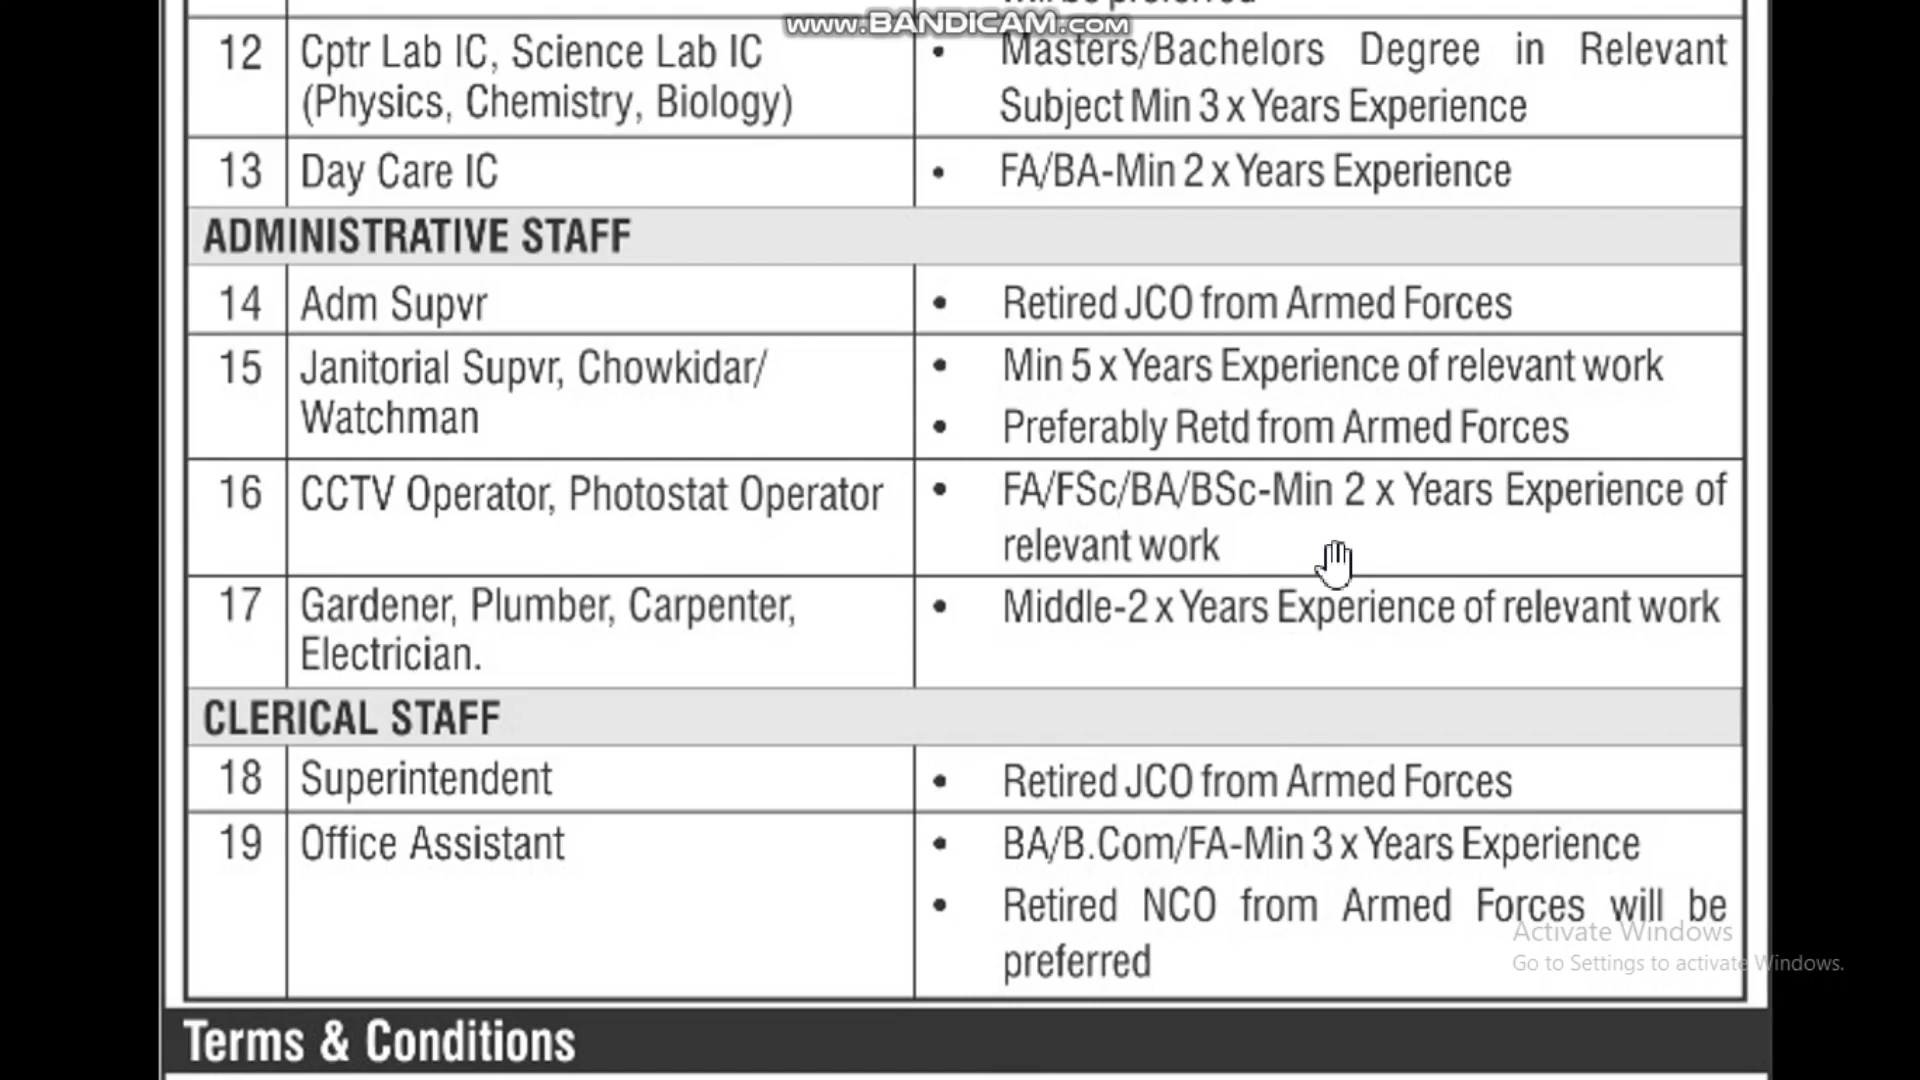 will be preferred
www.BANDICAM.com
12 Cptr Lab IC, Science Lab IC
(Physics, Chemistry, Biology)
• Masters/Bachelors Degree in Relevant
Subject Min 3 x Years Experience
13 Day Care IC • FA/BA-Min 2 x Years Experience
ADMINISTRATIVE STAFF
14 Adm Supvr • Retired JCO from Armed Forces
15 Janitorial Supvr, Chowkidar/
Watchman
• Min 5 x Years Experience of relevant work
• Preferably Retd from Armed Forces
16 CCTV Operator, Photostat Operator
• FA/FSc/BA/BSc-Min 2 x Years Experience of
relevant work
17 Gardener, Plumber, Carpenter,
Electrician.
• Middle-2 x Years Experience of relevant work
CLERICAL STAFF
18 Superintendent • Retired JCO from Armed Forces
19 Office Assistant • BA/B.Com/FA-Min 3 x Years Experience
• Retired NCO from Armed Forces will be
preferred
Activate Windows
Go to Settings to activate Windows.
Terms & Conditions